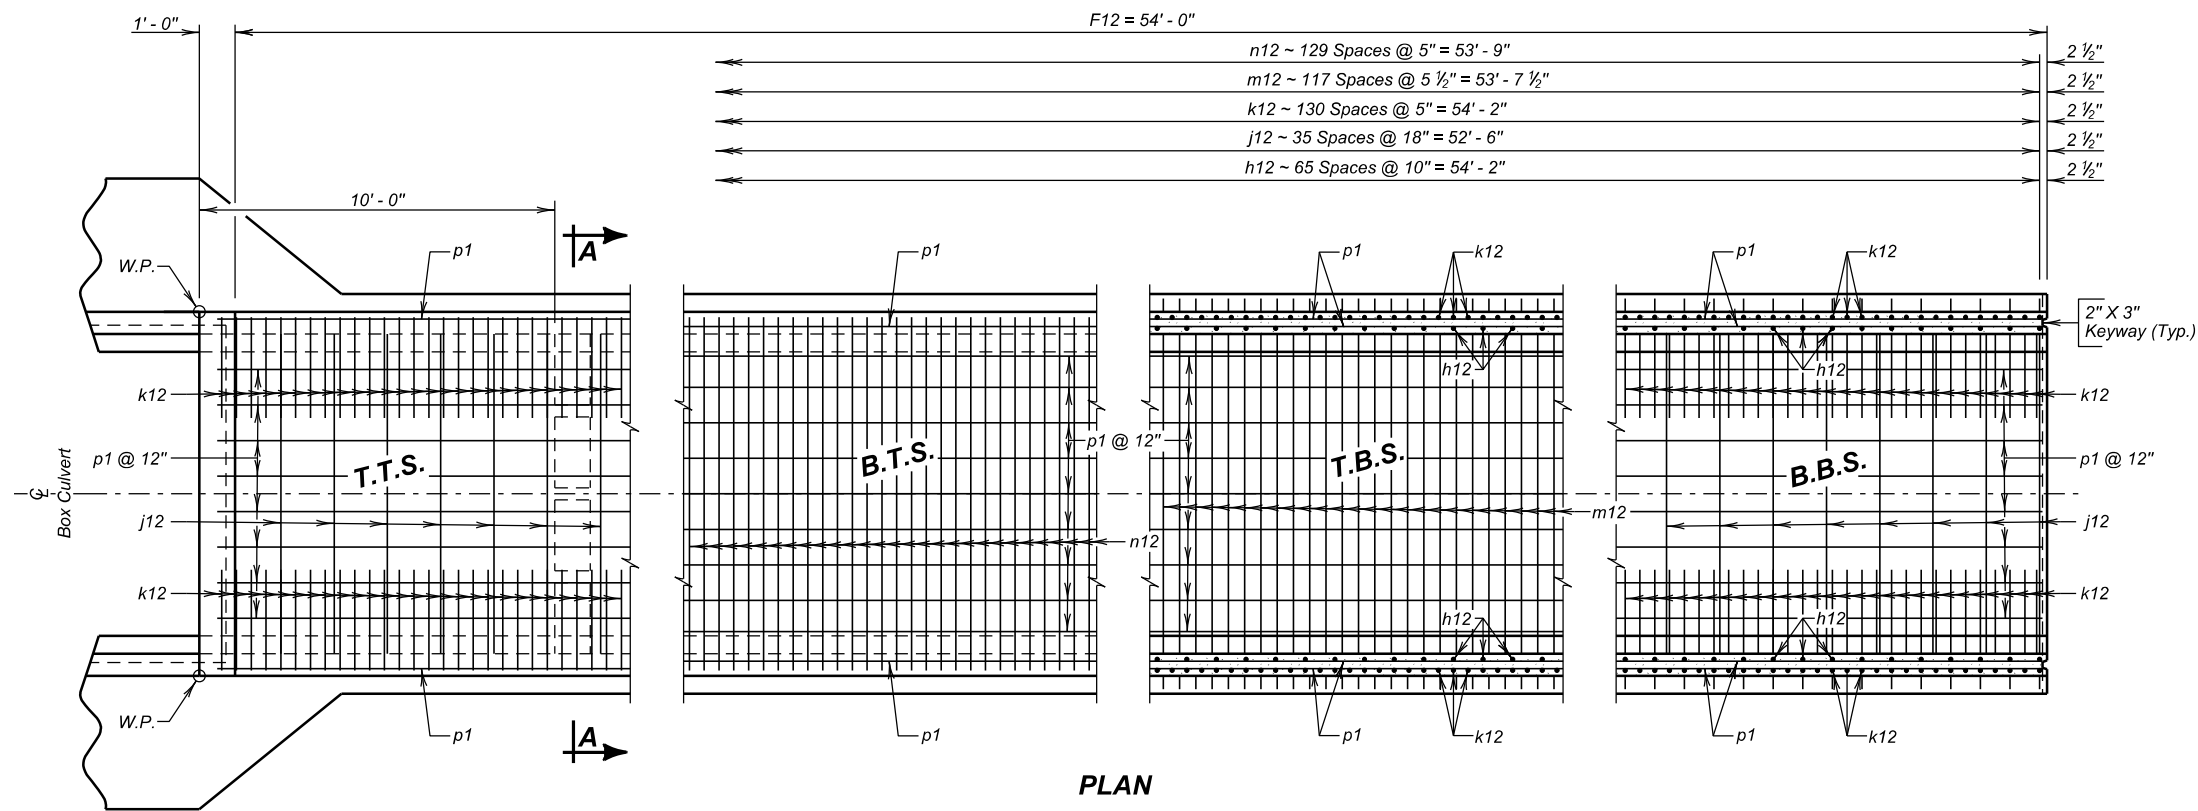 1' - 0"
F12 = 54' - 0"
n12 ~ 129 Spaces @ 5" = 53' - 9"
2 ½"
m12 ~ 117 Spaces @ 5 ½" = 53' - 7 ½"
2 ½"
k12 ~ 130 Spaces @ 5" = 54' - 2"
2 ½"
j12 ~ 35 Spaces @ 18" = 52' - 6"
2 ½"
h12 ~ 65 Spaces @ 10" = 54' - 2"
2 ½"
10' - 0"
A
p1
p1
p1
k12
p1
k12
W.P.
2" X 3"
Keyway (Typ.)
h12
h12
k12
k12
p1 @ 12"
p1 @ 12"
p1 @ 12"
T.T.S.
B.T.S.
T.B.S.
B.B.S.
℄
Box Culvert
j12
m12
j12
n12
k12
k12
h12
h12
W.P.
p1
A
p1
p1
k12
p1
k12
PLAN